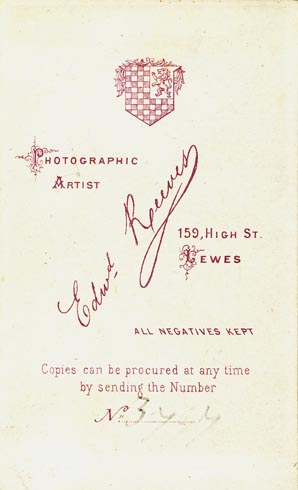 PHOTOGRAPHIC
ARTIST
Edwd Reeves
159, HIGH ST.
LEWES
ALL NEGATIVES KEPT
Copies can be procured at any time
by sending the Number
No